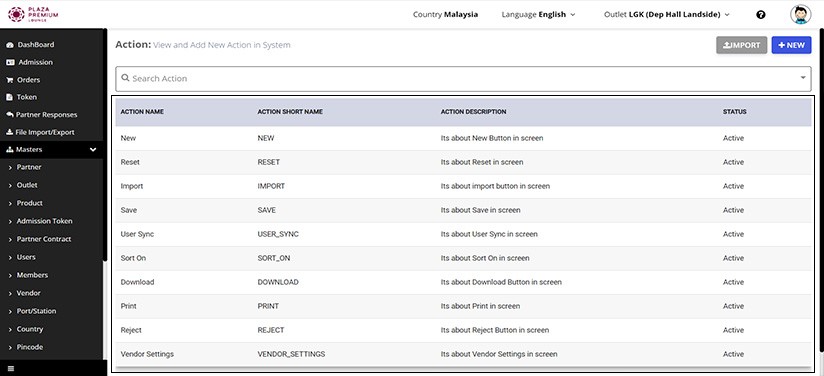 PLAZA
PREMIUM
LOUNGE
Country Malaysia
Language English
Outlet LGK (Dep Hall Landside)
DashBoard
Admission
Orders
Token
Partner Responses
File Import/Export
Masters
Partner
Outlet
Product
Admission Token
Partner Contract
Users
Members
Vendor
Port/Station
Country
Pincode
Action: View and Add New Action in System
IMPORT
+ NEW
Search Action
ACTION NAME ACTION SHORT NAME ACTION DESCRIPTION STATUS
New NEW Its about New Button in screen Active
Reset RESET Its about Reset in screen Active
Import IMPORT Its about import button in screen Active
Save SAVE Its about Save in screen Active
User Sync USER_SYNC Its about User Sync in screen Active
Sort On SORT_ON Its about Sort On in screen Active
Download DOWNLOAD Its about Download Button in screen Active
Print PRINT Its about Print in screen Active
Reject REJECT Its about Reject Button in screen Active
Vendor Settings VENDOR_SETTINGS Its about Vendor Settings in screen Active